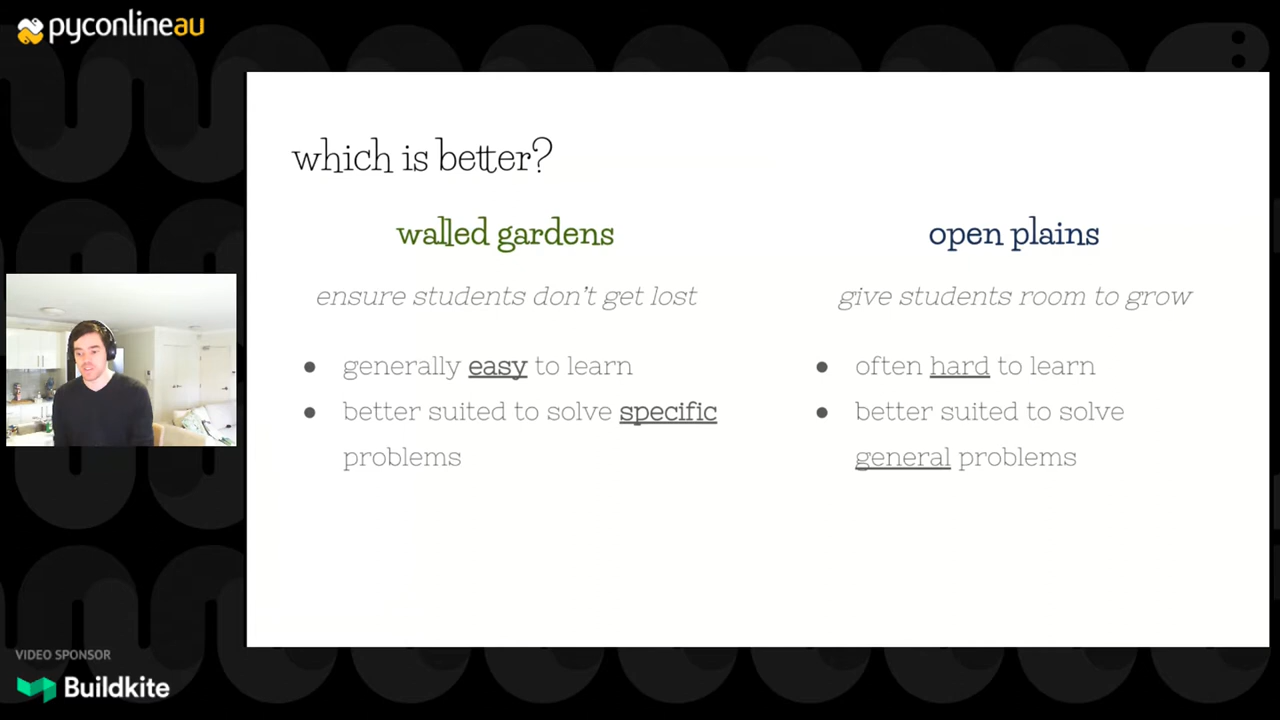 pyconlineau
which is better?
walled gardens
ensure students don't get lost
● generally easy to learn
● better suited to solve specific
problems
open plains
give students room to grow
● often hard to learn
● better suited to solve
general problems
VIDEO SPONSOR
Buildkite